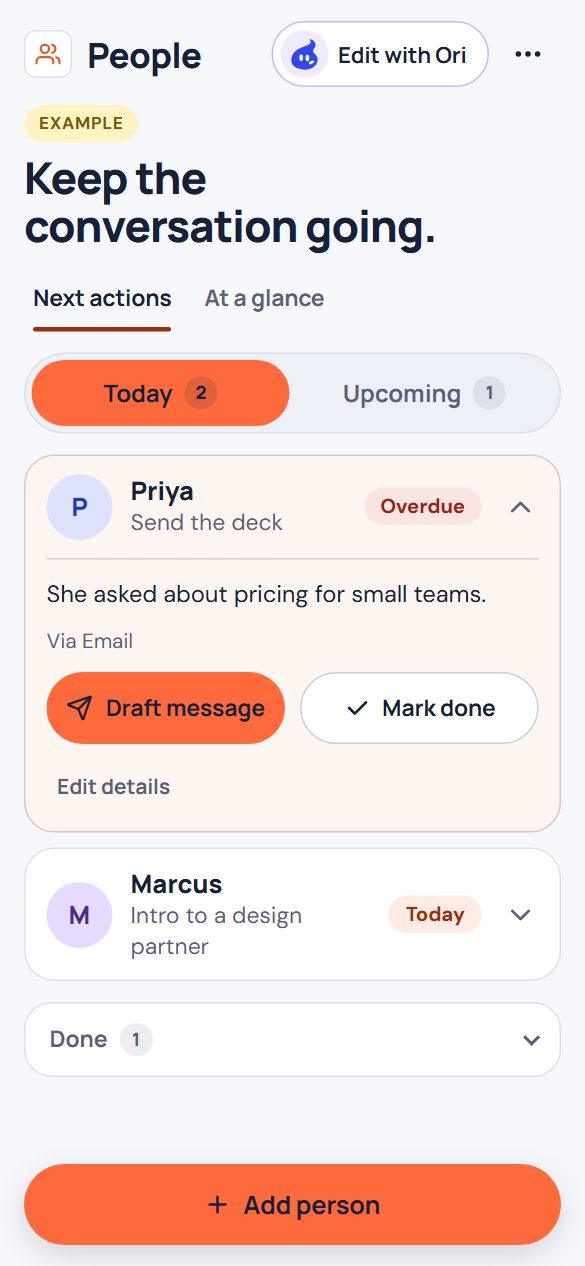 People
Edit with Ori
EXAMPLE
Keep the
conversation going.
Next actions
At a glance
Today 2
Upcoming 1
P
Priya
Send the deck
Overdue
She asked about pricing for small teams.
Via Email
Draft message
Mark done
Edit details
M
Marcus
Intro to a design
partner
Today
Done 1
+ Add person